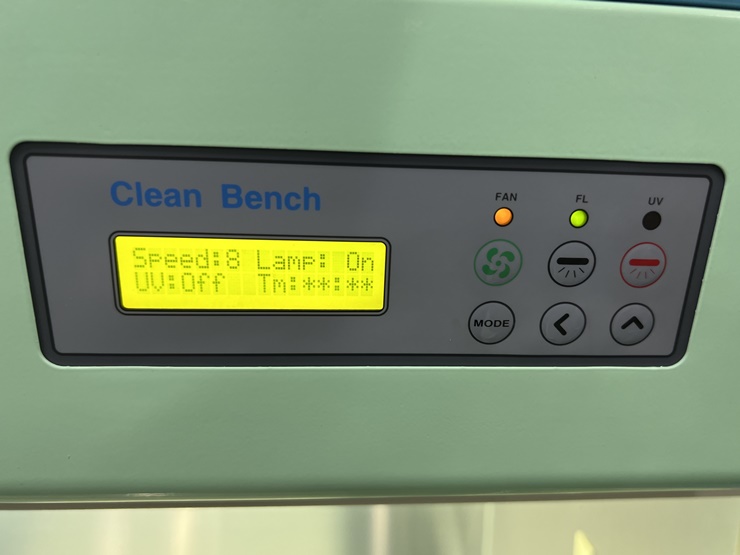 Clean Bench
Speed:8 Lamp: On
UV:Off Tm:**:**
FAN FL UV
MODE